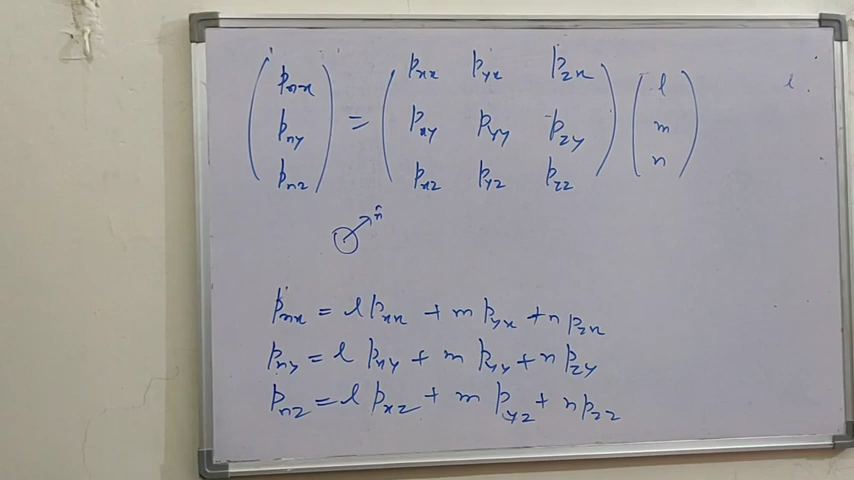 ( p_nx ) = ( p_xx p_yx p_zx ) ( l ) l
( p_ny ) ( p_xy p_yy p_zy ) ( m )
( p_nz ) ( p_xz p_yz p_zz ) ( n )
n̂
p_nx = l p_xx + m p_yx + n p_zx
p_ny = l p_xy + m p_yy + n p_zy
p_nz = l p_xz + m p_yz + n p_zz